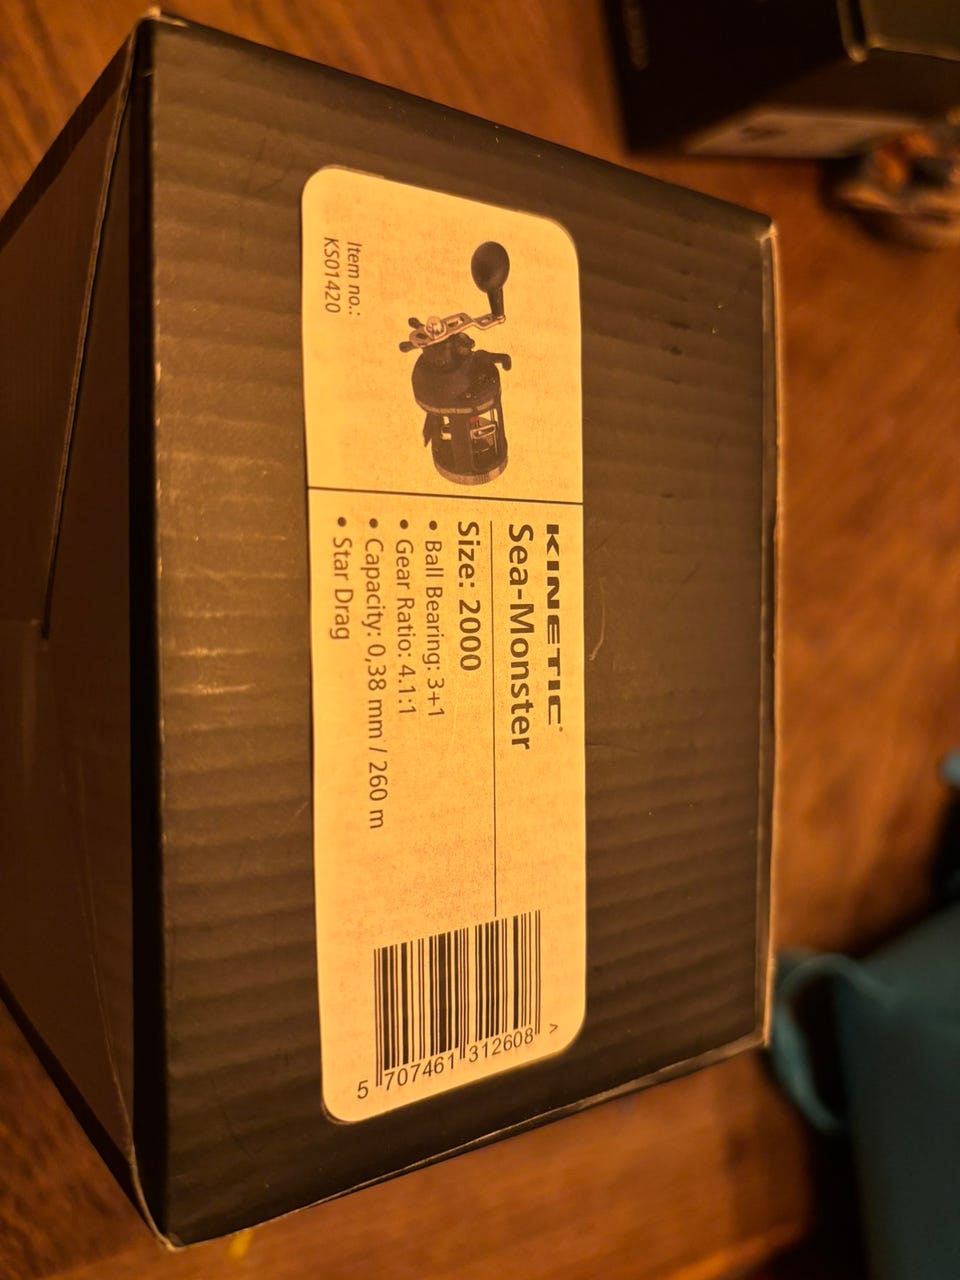 Item no.:
KS01420
KINETIC®
Sea-Monster
Size: 2000
• Ball Bearing: 3+1
• Gear Ratio: 4.1:1
• Capacity: 0,38 mm / 260 m
• Star Drag
5 707461 312608 >